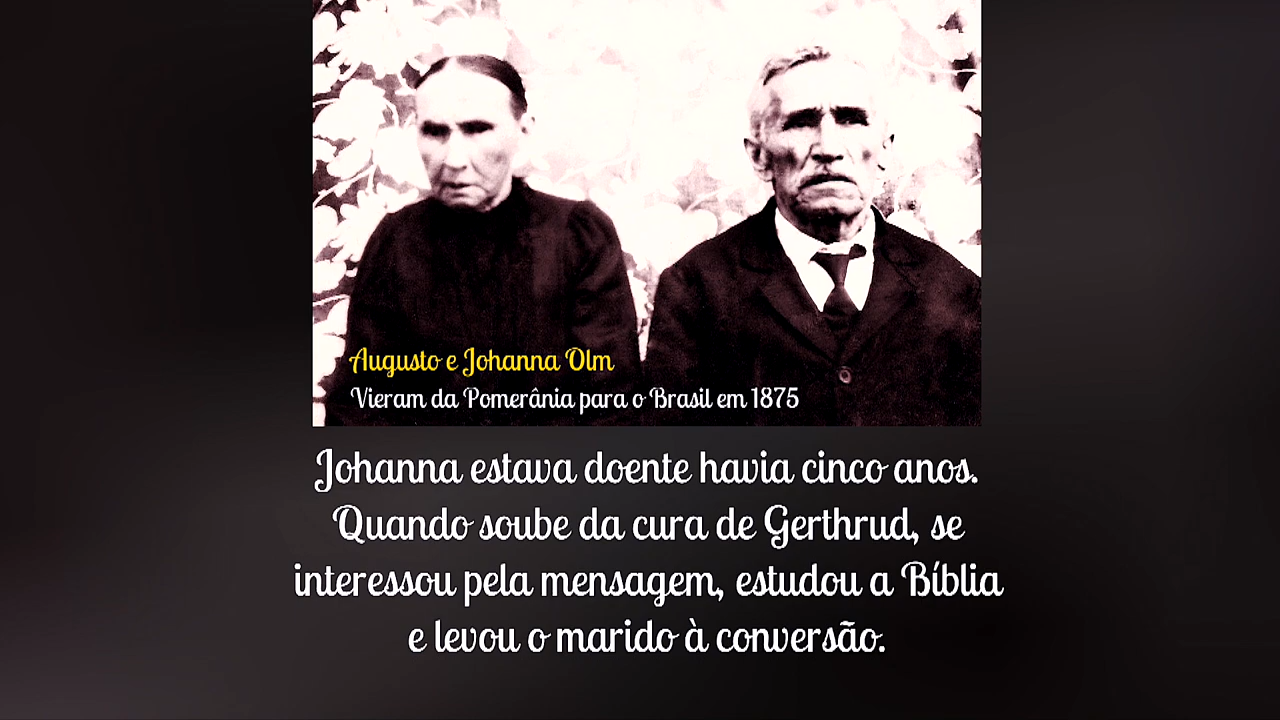 Augusto e Johanna Olm
Vieram da Pomerânia para o Brasil em 1875
Johanna estava doente havia cinco anos.
Quando soube da cura de Gerthrud, se
interessou pela mensagem, estudou a Bíblia
e levou o marido à conversão.